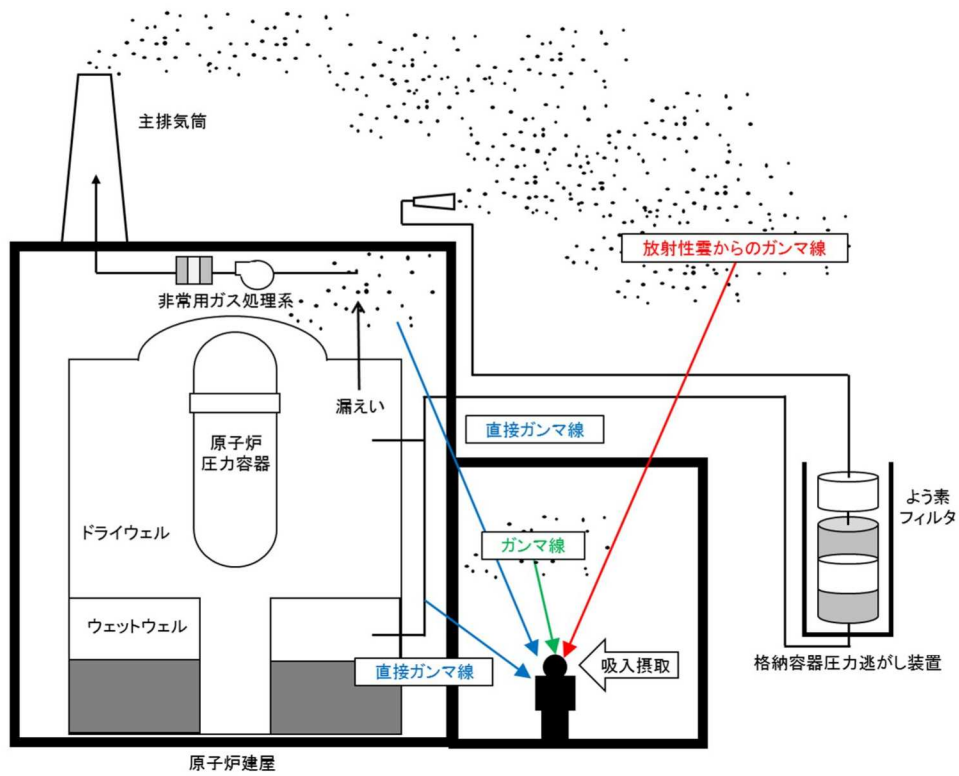 主排気筒
放射性雲からのガンマ線
非常用ガス処理系
漏えい
直接ガンマ線
原子炉
圧力容器
よう素
フィルタ
ドライウェル
ガンマ線
ウェットウェル
直接ガンマ線
吸入摂取
格納容器圧力逃がし装置
原子炉建屋